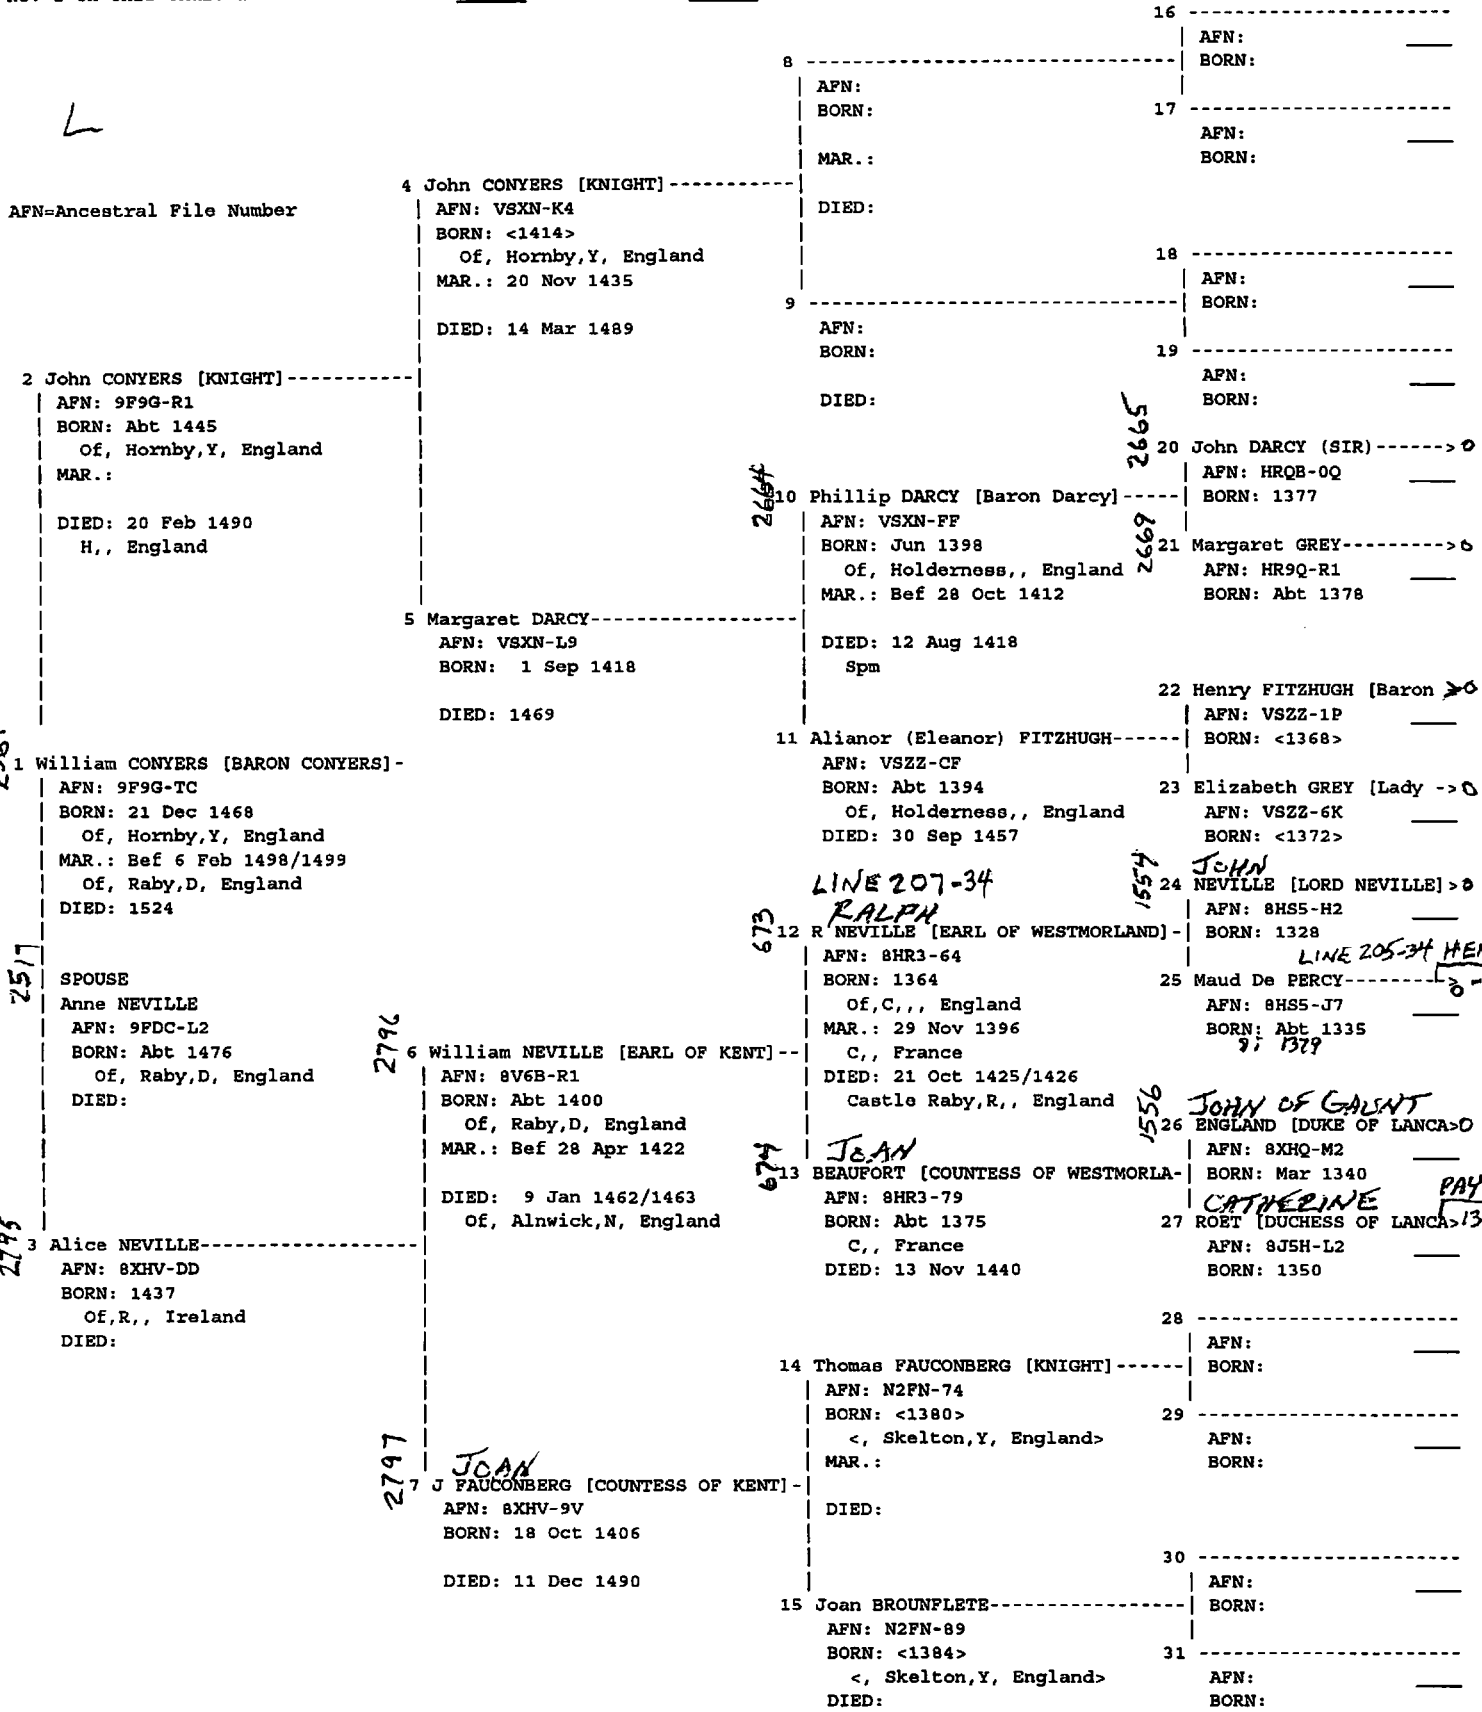 L
AFN=Ancestral File Number
1 William CONYERS [BARON CONYERS]-
AFN: 9F9G-TC
BORN: 21 Dec 1468
Of, Hornby,Y, England
MAR.: Bef 6 Feb 1498/1499
Of, Raby,D, England
DIED: 1524
2517
SPOUSE
Anne NEVILLE
AFN: 9FDC-L2
BORN: Abt 1476
Of, Raby,D, England
DIED:
2 John CONYERS [KNIGHT]-----------
AFN: 9F9G-R1
BORN: Abt 1445
Of, Hornby,Y, England
MAR.:
DIED: 20 Feb 1490
H,, England
2795
3 Alice NEVILLE------------------
AFN: 8XHV-DD
BORN: 1437
Of,R,, Ireland
DIED:
4 John CONYERS [KNIGHT]-----------
AFN: VSXN-K4
BORN: <1414>
Of, Hornby,Y, England
MAR.: 20 Nov 1435
DIED: 14 Mar 1489
5 Margaret DARCY------------------
AFN: VSXN-L9
BORN: 1 Sep 1418
DIED: 1469
2796
6 William NEVILLE [EARL OF KENT]--
AFN: 8V6B-R1
BORN: Abt 1400
Of, Raby,D, England
MAR.: Bef 28 Apr 1422
DIED: 9 Jan 1462/1463
Of, Alnwick,N, England
2797
JOAN
7 J FAUCONBERG [COUNTESS OF KENT]-
AFN: 8XHV-9V
BORN: 18 Oct 1406
DIED: 11 Dec 1490
8 -------------------------------
AFN:
BORN:
MAR.:
DIED:
9 -------------------------------
AFN:
BORN:
DIED:
2664
10 Phillip DARCY [Baron Darcy]-----
AFN: VSXN-FF
BORN: Jun 1398
Of, Holderness,, England
MAR.: Bef 28 Oct 1412
DIED: 12 Aug 1418
Spm
11 Alianor (Eleanor) FITZHUGH------
AFN: VSZZ-CF
BORN: Abt 1394
Of, Holderness,, England
DIED: 30 Sep 1457
LINE 207-34
RALPH
673
12 R NEVILLE [EARL OF WESTMORLAND]-
AFN: 8HR3-64
BORN: 1364
Of,C,,, England
MAR.: 29 Nov 1396
C,, France
DIED: 21 Oct 1425/1426
Castle Raby,R,, England
674
JOAN
13 BEAUFORT [COUNTESS OF WESTMORLA-
AFN: 8HR3-79
BORN: Abt 1375
C,, France
DIED: 13 Nov 1440
14 Thomas FAUCONBERG [KNIGHT]------
AFN: N2FN-74
BORN: <1380>
<, Skelton,Y, England>
MAR.:
DIED:
15 Joan BROUNFLETE-----------------
AFN: N2FN-89
BORN: <1384>
<, Skelton,Y, England>
DIED:
16 ----------------------
AFN:
BORN:
17 ----------------------
AFN:
BORN:
18 ----------------------
AFN:
BORN:
19 ----------------------
AFN:
BORN:
2665
20 John DARCY (SIR)------>0
AFN: HRQB-0Q
BORN: 1377
2669
21 Margaret GREY--------->0
AFN: HR9Q-R1
BORN: Abt 1378
22 Henry FITZHUGH [Baron >0
AFN: VSZZ-1P
BORN: <1368>
23 Elizabeth GREY [Lady ->0
AFN: VSZZ-6K
BORN: <1372>
1554
JOHN
24 NEVILLE [LORD NEVILLE]>0
AFN: 8HS5-H2
BORN: 1328
LINE 205-34
25 Maud De PERCY--------->0
AFN: 8HS5-J7
BORN: Abt 1335
D: 1379
1556
JOHN OF GAUNT
26 ENGLAND [DUKE OF LANCA>0
AFN: 8XHQ-M2
BORN: Mar 1340
CATHERINE
27 ROET [DUCHESS OF LANCA>
AFN: 8J5H-L2
BORN: 1350
28 ----------------------
AFN:
BORN:
29 ----------------------
AFN:
BORN:
30 ----------------------
AFN:
BORN:
31 ----------------------
AFN:
BORN: